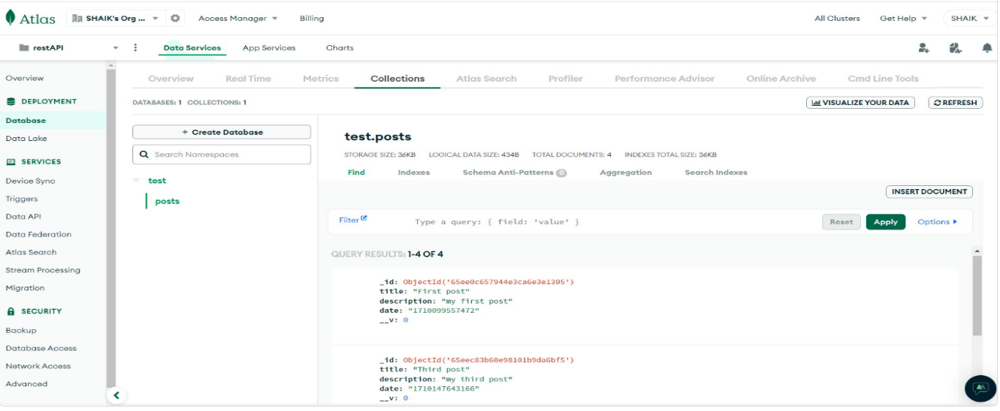 Atlas SHAIK's Org ... Access Manager Billing All Clusters Get Help SHAIK
restAPI Data Services App Services Charts
Overview
DEPLOYMENT
Database
Data Lake
SERVICES
Device Sync
Triggers
Data API
Data Federation
Atlas Search
Stream Processing
Migration
SECURITY
Backup
Database Access
Network Access
Advanced
Overview Real Time Metrics Collections Atlas Search Profiler Performance Advisor Online Archive Cmd Line Tools
DATABASES: 1 COLLECTIONS: 1 VISUALIZE YOUR DATA REFRESH
+ Create Database
Search Namespaces
test
posts
test.posts
STORAGE SIZE: 36KB LOGICAL DATA SIZE: 434B TOTAL DOCUMENTS: 4 INDEXES TOTAL SIZE: 36KB
Find Indexes Schema Anti-Patterns 0 Aggregation Search Indexes
INSERT DOCUMENT
Filter Type a query: { field: 'value' } Reset Apply Options
QUERY RESULTS: 1-4 OF 4
_id: ObjectId('65ee0c657944e3ca6e3e1305')
title: "First post"
description: "my first post"
date: "1710099557472"
__v: 0
_id: ObjectId('65eec83b60e98101b9da6bf5')
title: "Third post"
description: "my third post"
date: "1710147643166"
__v: 0